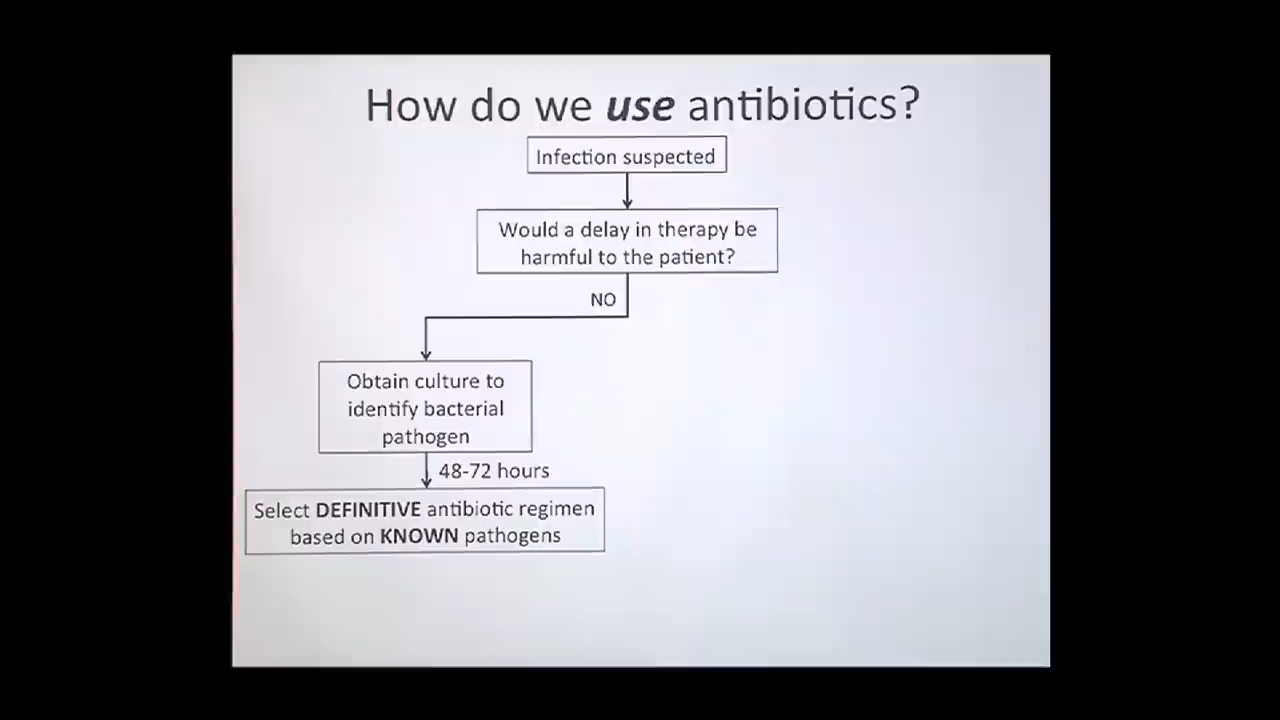 How do we use antibiotics?
Infection suspected
Would a delay in therapy be
harmful to the patient?
NO
Obtain culture to
identify bacterial
pathogen
48-72 hours
Select DEFINITIVE antibiotic regimen
based on KNOWN pathogens